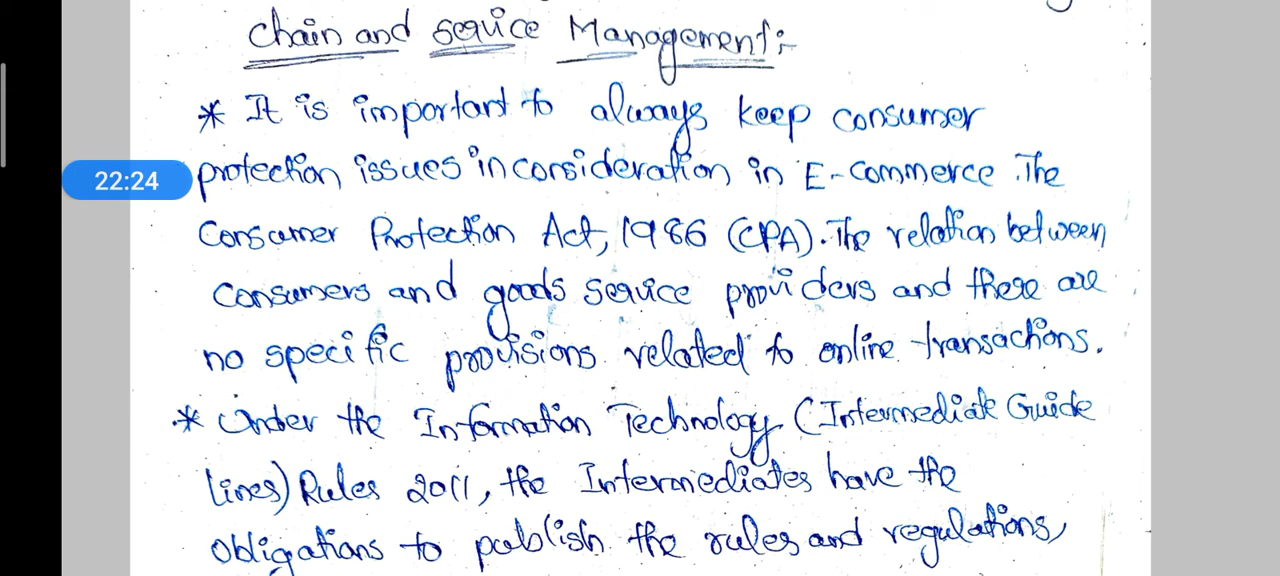 Chain and Service Management:-
* It is important to always keep consumer
22:24
protection issues in consideration in E-Commerce. The
Consumer Protection Act, 1986 (CPA). The relation between
Consumers and goods service providers and there are
no specific provisions related to online transactions.
* Under the Information Technology (Intermediate Guide
lines) Rules 2011, the Intermediates have the
obligations to publish the rules and regulations,